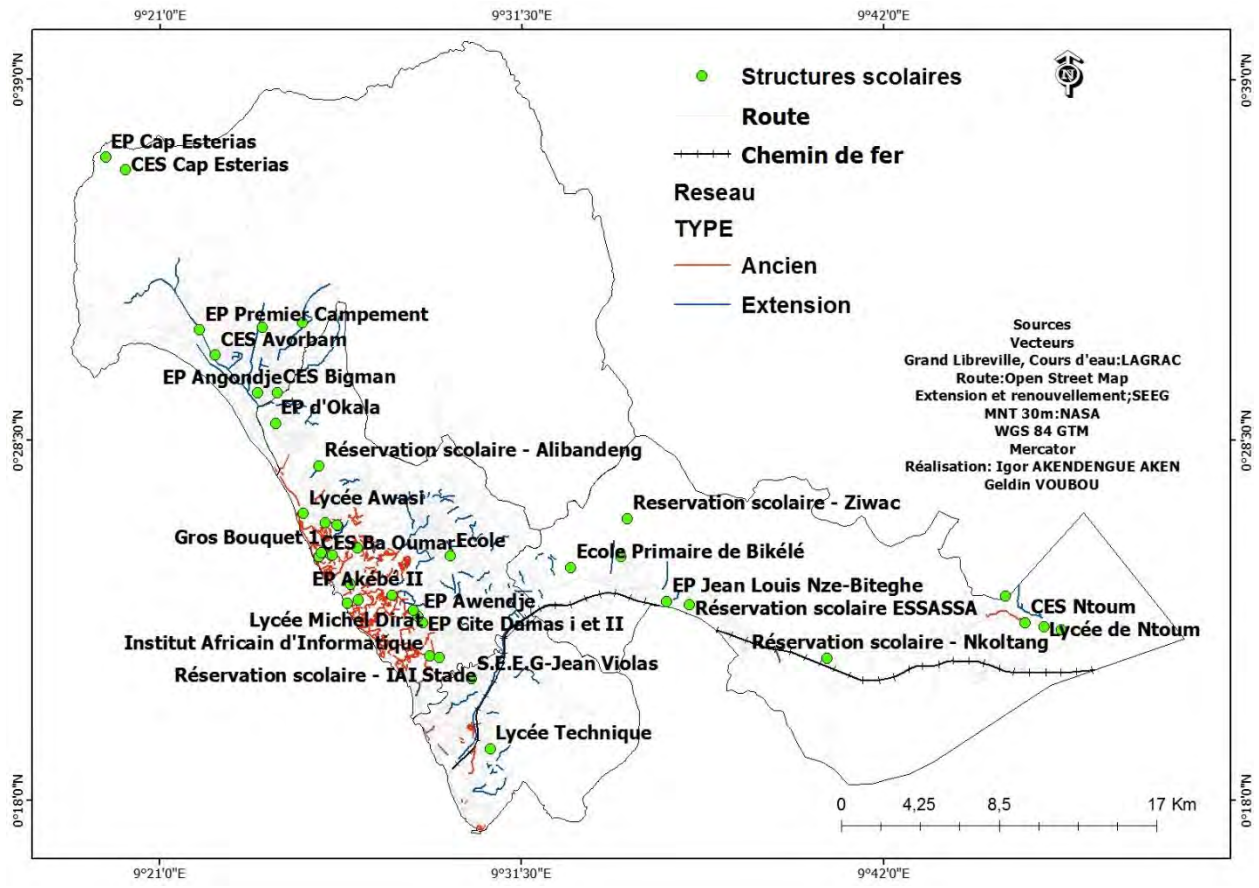 9°21'0"E
9°31'30"E
9°42'0"E
0°39'0"N
0°39'0"N
N
Structures scolaires
Route
Chemin de fer
Reseau
TYPE
Ancien
Extension
EP Cap Esterias
CES Cap Esterias
EP Premier Campement
CES Avorbam
EP Angondje
CES Bigman
EP d'Okala
Sources
Vecteurs
Grand Libreville, Cours d'eau:LAGRAC
Route:Open Street Map
Extension et renouvellement;SEEG
MNT 30m:NASA
WGS 84 GTM
Mercator
Réalisation: Igor AKENDENGUE AKEN
Geldin VOUBOU
0°28'30"N
0°28'30"N
Réservation scolaire - Alibandeng
Lycée Awasi
Reservation scolaire - Ziwac
Gros Bouquet 1
CES Ba Oumar
Ecole
Ecole Primaire de Bikélé
EP Akébé II
EP Jean Louis Nze-Biteghe
EP Awendje
Réservation scolaire ESSASSA
CES Ntoum
Lycée Michel Dirat
EP Cite Damas i et II
Lycée de Ntoum
Institut Africain d'Informatique
Réservation scolaire - Nkoltang
S.E.E.G-Jean Violas
Réservation scolaire - IAI Stade
Lycée Technique
0°18'0"N
0°18'0"N
0
4,25
8,5
17 Km
9°21'0"E
9°31'30"E
9°42'0"E